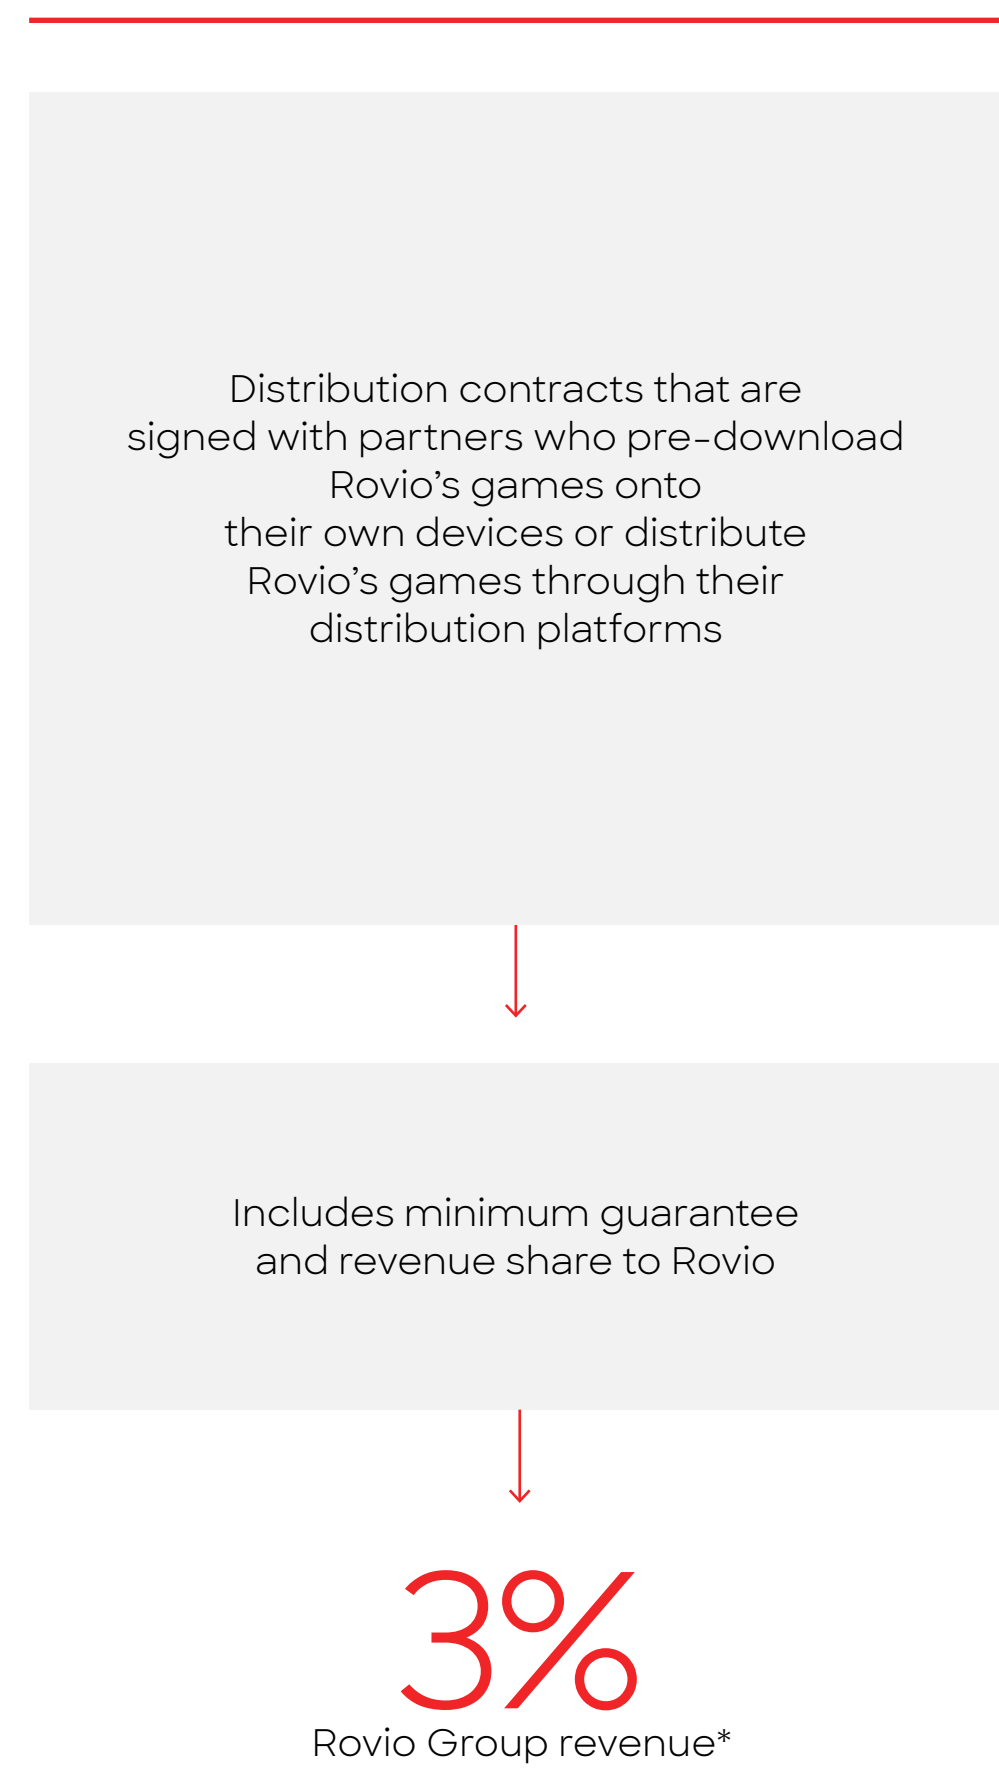 Distribution contracts that are
signed with partners who pre-download
Rovio’s games onto
their own devices or distribute
Rovio’s games through their
distribution platforms
Includes minimum guarantee
and revenue share to Rovio
3%
Rovio Group revenue*